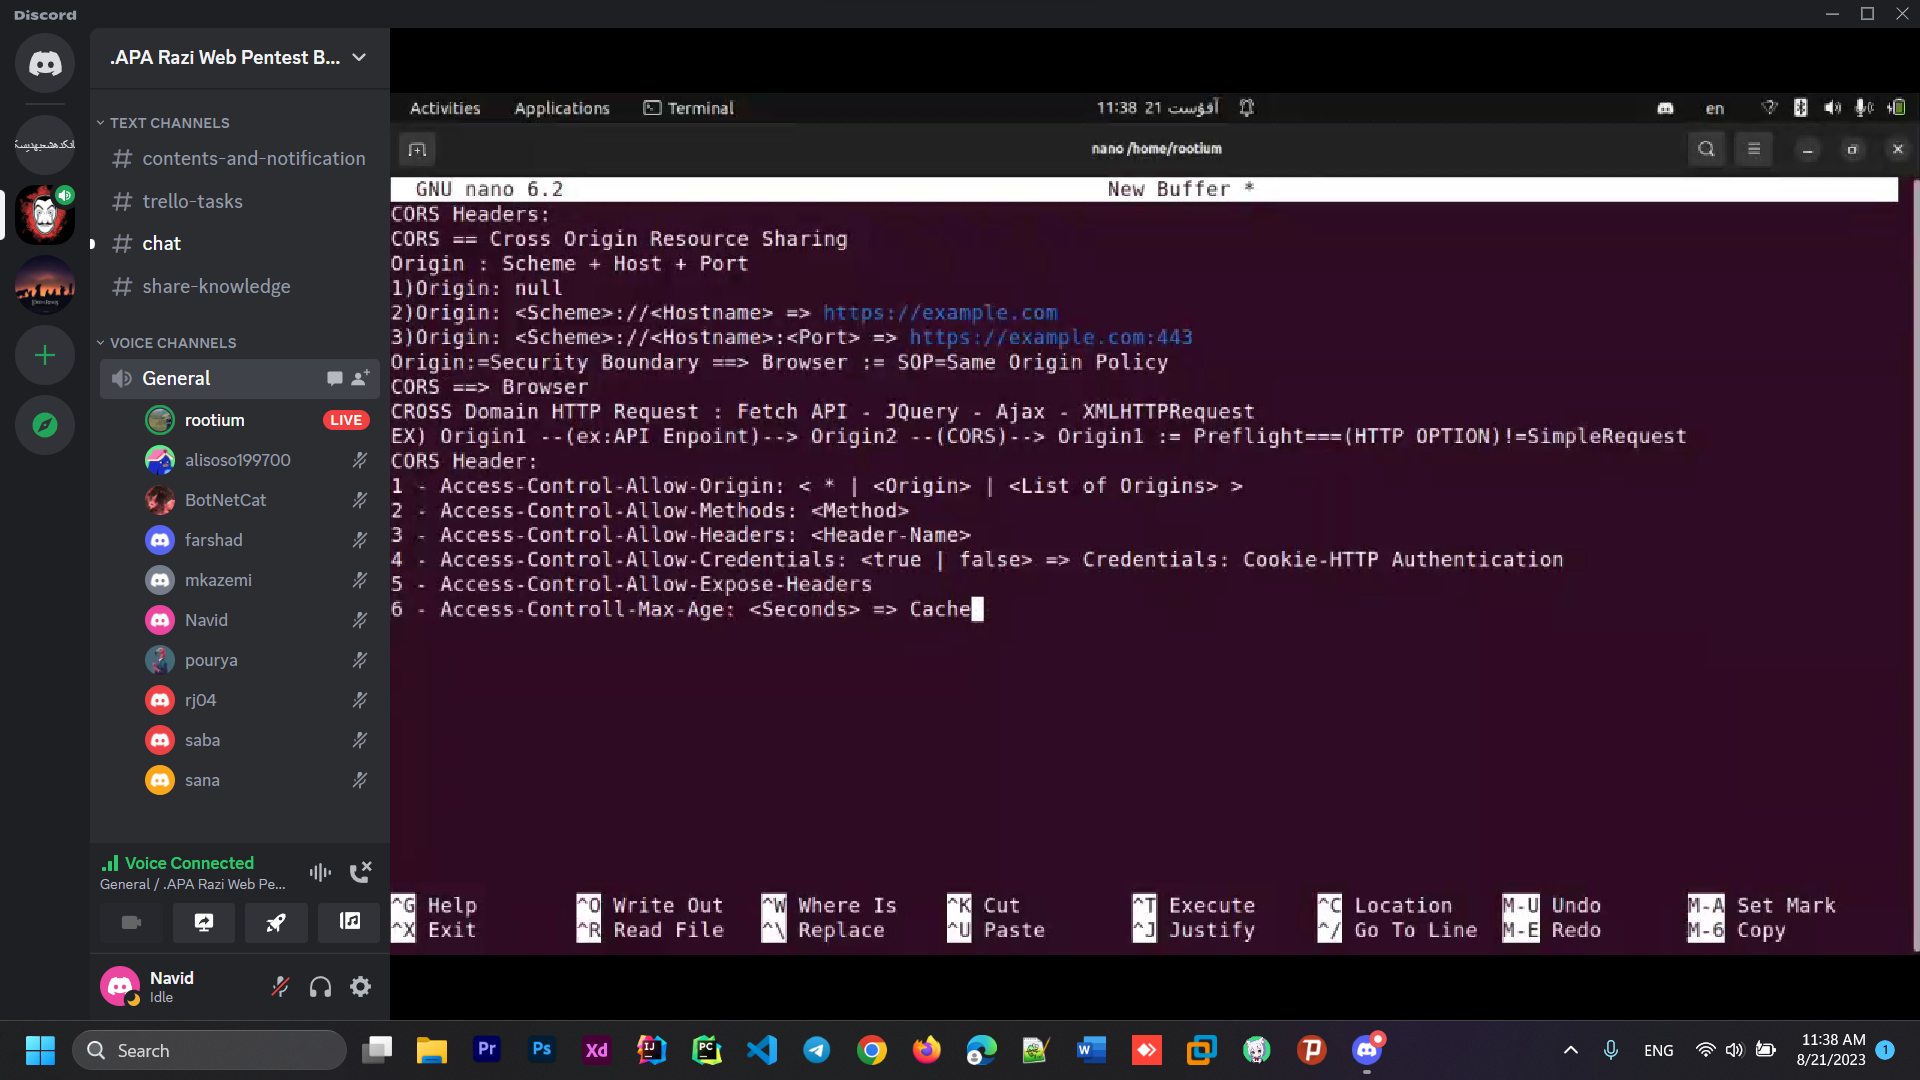 Discord
.APA Razi Web Pentest B...
TEXT CHANNELS
contents-and-notification
trello-tasks
chat
share-knowledge
VOICE CHANNELS
General
rootium
LIVE
alisoso199700
BotNetCat
farshad
mkazemi
Navid
pourya
rj04
saba
sana
Voice Connected
General / .APA Razi Web Pe...
Navid
Idle
Activities Applications Terminal
11:38 21 آگوست
en
nano /home/rootium
GNU nano 6.2 New Buffer *
CORS Headers:
CORS == Cross Origin Resource Sharing
Origin : Scheme + Host + Port
1)Origin: null
2)Origin: <Scheme>://<Hostname> => https://example.com
3)Origin: <Scheme>://<Hostname:<Port> => https://example.com:443
Origin:=Security Boundary ==> Browser := SOP=Same Origin Policy
CORS ==> Browser
CROSS Domain HTTP Request : Fetch API - JQuery - Ajax - XMLHTTPRequest
EX) Origin1 --(ex:API Enpoint)--> Origin2 --(CORS)--> Origin1 := Preflight===(HTTP OPTION)!=SimpleRequest
CORS Header:
1 - Access-Control-Allow-Origin: < * | <Origin> | <List of Origins> >
2 - Access-Control-Allow-Methods: <Method>
3 - Access-Control-Allow-Headers: <Header-Name>
4 - Access-Control-Allow-Credentials: <true | false> => Credentials: Cookie-HTTP Authentication
5 - Access-Control-Allow-Expose-Headers
6 - Access-Controll-Max-Age: <Seconds> => Cache
^G Help ^O Write Out ^W Where Is ^K Cut ^T Execute ^C Location M-U Undo M-A Set Mark
^X Exit ^R Read File ^\ Replace ^U Paste ^J Justify ^/ Go To Line M-E Redo M-6 Copy
Search
Pr
Ps
Xd
IJ
PC
W
P
ENG
11:38 AM
8/21/2023
1